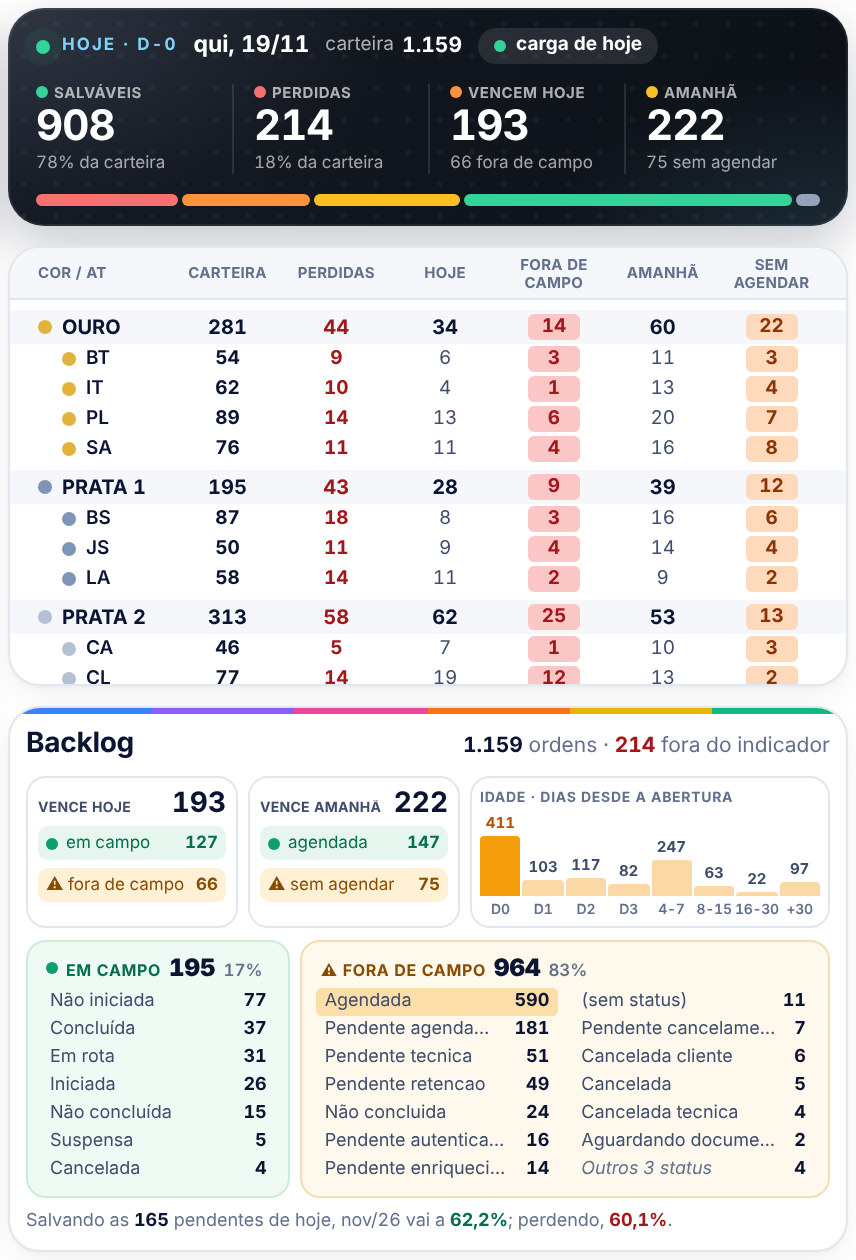 HOJE · D-0 qui, 19/11 carteira 1.159 carga de hoje
SALVÁVEIS PERDIDAS VENCEM HOJE AMANHÃ
908 214 193 222
78% da carteira 18% da carteira 66 fora de campo 75 sem agendar
COR / AT CARTEIRA PERDIDAS HOJE FORA DE CAMPO AMANHÃ SEM AGENDAR
OURO 281 44 34 14 60 22
BT 54 9 6 3 11 3
IT 62 10 4 1 13 4
PL 89 14 13 6 20 7
SA 76 11 11 4 16 8
PRATA 1 195 43 28 9 39 12
BS 87 18 8 3 16 6
JS 50 11 9 4 14 4
LA 58 14 11 2 9 2
PRATA 2 313 58 62 25 53 13
CA 46 5 7 1 10 3
CL 77 14 19 12 13 2
Backlog 1.159 ordens · 214 fora do indicador
VENCE HOJE 193
em campo 127
fora de campo 66
VENCE AMANHÃ 222
agendada 147
sem agendar 75
IDADE · DIAS DESDE A ABERTURA
411 103 117 82 247 63 22 97
D0 D1 D2 D3 4-7 8-15 16-30 +30
EM CAMPO 195 17%
Não iniciada 77
Concluída 37
Em rota 31
Iniciada 26
Não concluída 15
Suspensa 5
Cancelada 4
FORA DE CAMPO 964 83%
Agendada 590
Pendente agenda... 181
Pendente tecnica 51
Pendente retencao 49
Não concluida 24
Pendente autentica... 16
Pendente enriqueci... 14
(sem status) 11
Pendente cancelame... 7
Cancelada cliente 6
Cancelada 5
Cancelada tecnica 4
Aguardando docume... 2
Outros 3 status 4
Salvando as 165 pendentes de hoje, nov/26 vai a 62,2%; perdendo, 60,1%.